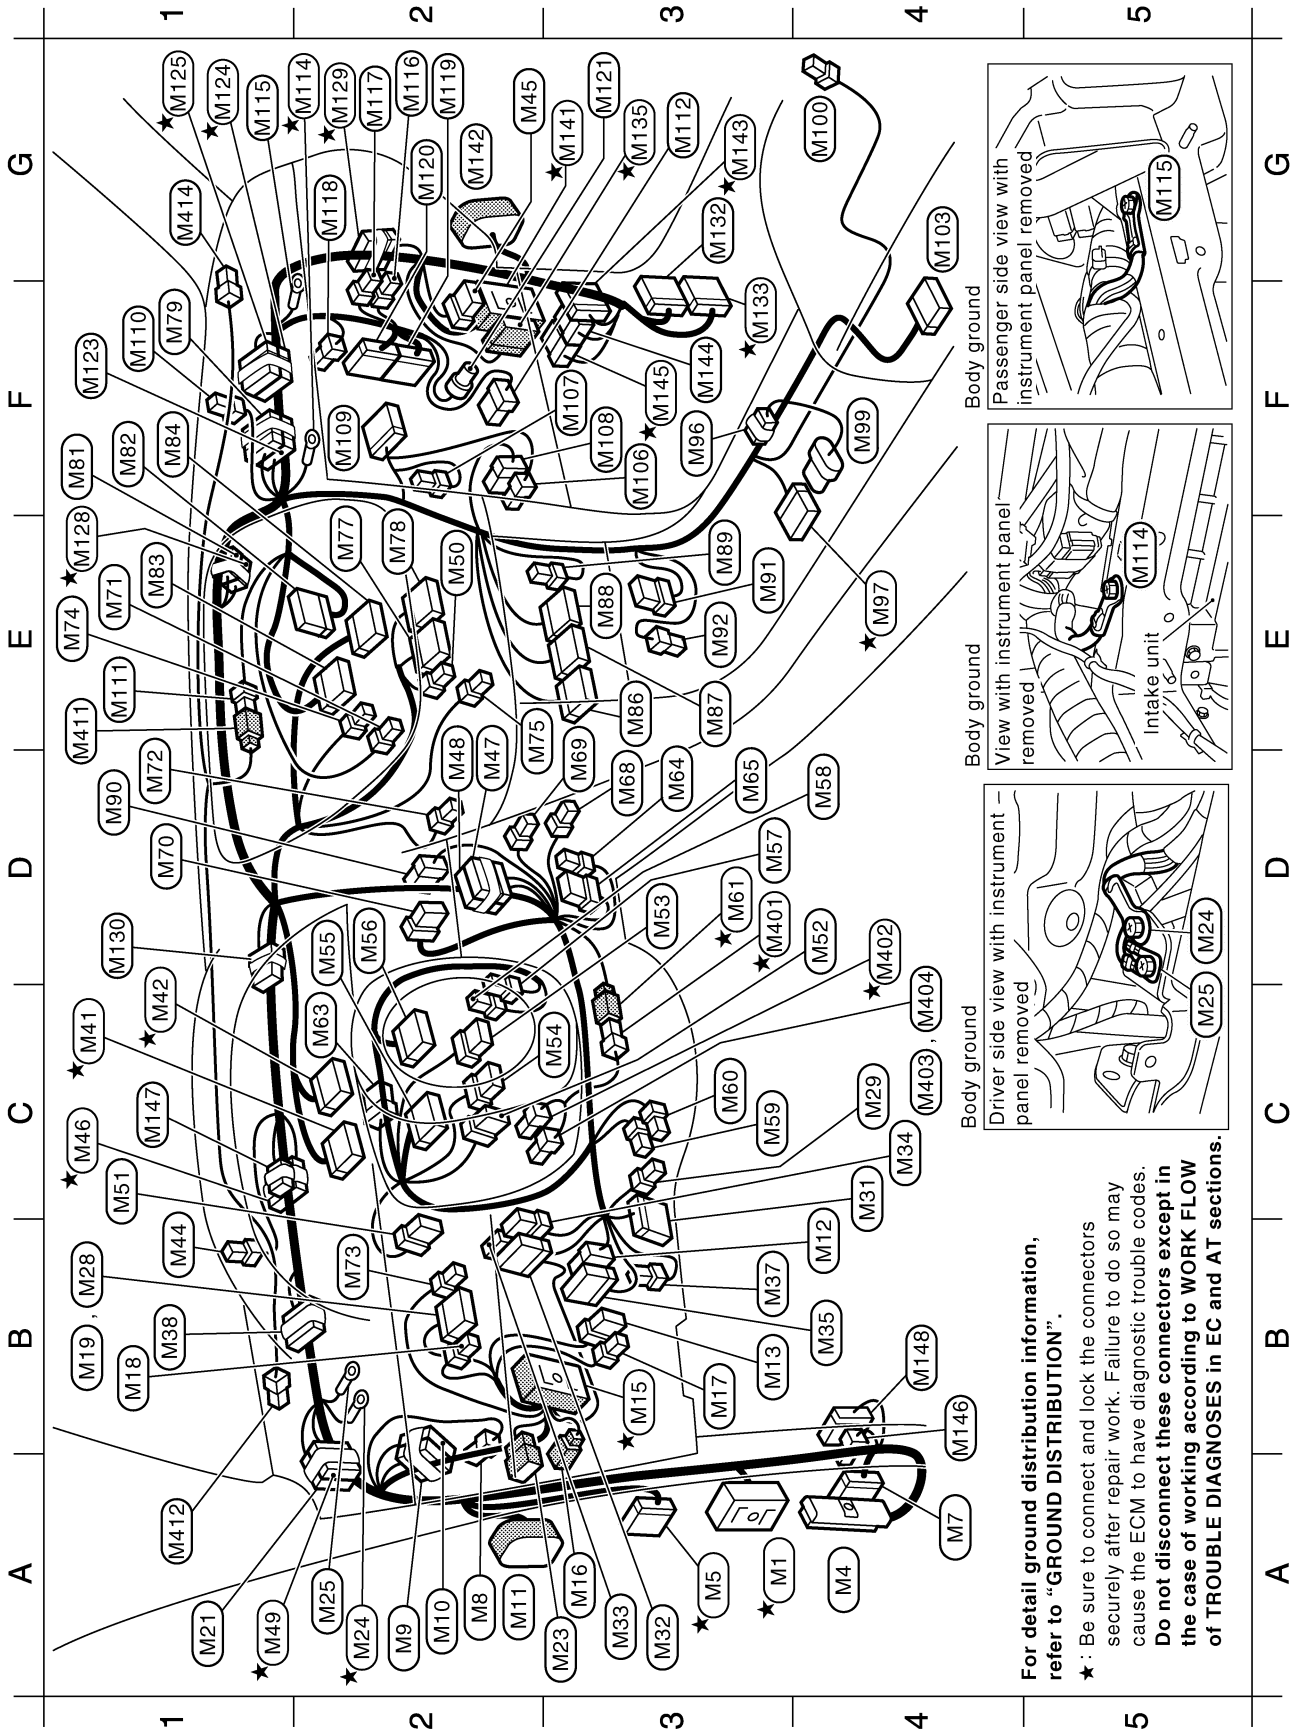 1
2
3
4
5
G
F
E
D
C
B
A
★ M125
★ M124
M115
★ M114
★ M129
M117
M116
M119
M45
★ M141
M121
★ M135
M112
★ M143
M414
M118
M120
M142
M132
M100
M103
★ M133
M144
★ M145
M79
M110
M123
M109
M107
M108
M106
M96
M99
M84
M82
M81
★ M128
M83
M71
M74
M111
M411
M77
M78
M50
M89
M88
M91
M92
★ M97
M86
M87
M75
M72
M90
M70
M48
M47
M69
M68
M64
M65
M58
M57
M130
★ M42
★ M41
M55
M56
M63
M53
★ M61
★ M401
M52
★ M402
M54
M403 , M404
M147
★ M46
M51
M44
M60
M59
M29
M34
M31
M12
M37
M35
M13
M17
★ M15
M148
M146
M73
M19 , M28
M38
M18
M412
M21
★ M49
M25
★ M24
M9
M10
M8
M11
M23
M16
M33
M32
★ M5
★ M1
M4
M7
Body ground
Passenger side view with
instrument panel removed
M115
Body ground
View with instrument panel
removed
M114
Intake unit
Body ground
Driver side view with instrument
panel removed
M24
M25
For detail ground distribution information,
refer to “GROUND DISTRIBUTION”.
★ : Be sure to connect and lock the connectors
securely after repair work. Failure to do so may
cause the ECM to have diagnostic trouble codes.
Do not disconnect these connectors except in
the case of working according to WORK FLOW
of TROUBLE DIAGNOSES in EC and AT sections.
A
B
C
D
E
F
G
1
2
3
4
5